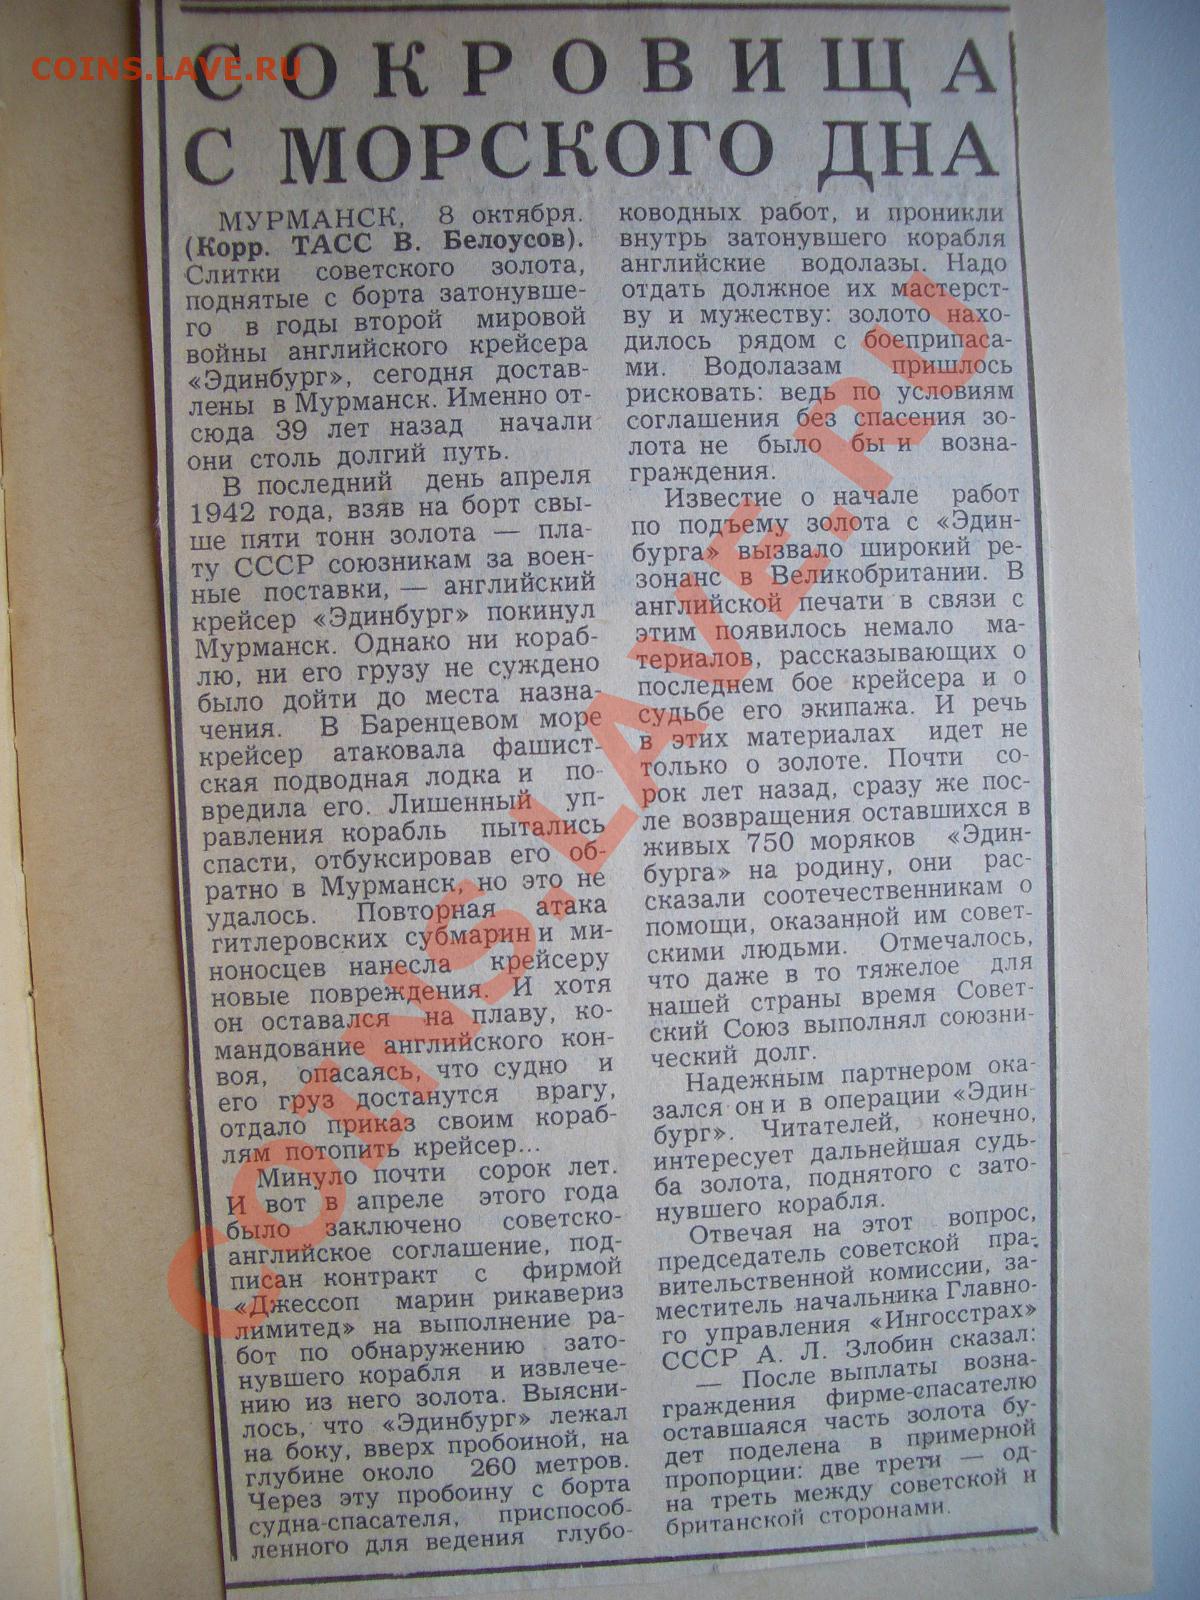 COINS.LAVE.RU
СОКРОВИЩА
С МОРСКОГО ДНА
МУРМАНСК, 8 октября.
(Корр. ТАСС В. Белоусов).
Слитки советского золота,
поднятые с борта затонувше-
го в годы второй мировой
войны английского крейсера
«Эдинбург», сегодня достав-
лены в Мурманск. Именно от-
сюда 39 лет назад начали
они столь долгий путь.
В последний день апреля
1942 года, взяв на борт свы-
ше пяти тонн золота — пла-
ту СССР союзникам за воен-
ные поставки, — английский
крейсер «Эдинбург» покинул
Мурманск. Однако ни кораб-
лю, ни его грузу не суждено
было дойти до места назна-
чения. В Баренцевом море
крейсер атаковала фашист-
ская подводная лодка и по-
вредила его. Лишенный уп-
равления корабль пытались
спасти, отбуксировав его об-
ратно в Мурманск, но это не
удалось. Повторная атака
гитлеровских субмарин и ми-
ноносцев нанесла крейсеру
новые повреждения. И хотя
он оставался на плаву, ко-
мандование английского кон-
воя, опасаясь, что судно и
его груз достанутся врагу,
отдало приказ своим кораб-
лям потопить крейсер...
Минуло почти сорок лет.
И вот в апреле этого года
было заключено советско-
английское соглашение, под-
писан контракт с фирмой
«Джессоп марин рикавериз
лимитед» на выполнение ра-
бот по обнаружению зато-
нувшего корабля и извлече-
нию из него золота. Выясни-
лось, что «Эдинбург» лежал
на боку, вверх пробоиной, на
глубине около 260 метров.
Через эту пробоину с борта
судна-спасателя, приспособ-
ленного для ведения глубо-
ководных работ, и проникли
внутрь затонувшего корабля
английские водолазы. Надо
отдать должное их мастерст-
ву и мужеству: золото нахо-
дилось рядом с боеприпаса-
ми. Водолазам пришлось
рисковать: ведь по условиям
соглашения без спасения зо-
лота не было бы и возна-
граждения.
Известие о начале работ
по подъему золота с «Эдин-
бурга» вызвало широкий ре-
зонанс в Великобритании. В
английской печати в связи с
этим появилось немало ма-
териалов, рассказывающих о
последнем бое крейсера и о
судьбе его экипажа. И речь
в этих материалах идет не
только о золоте. Почти со-
рок лет назад, сразу же пос-
ле возвращения оставшихся в
живых 750 моряков «Эдин-
бурга» на родину, они рас-
сказали соотечественникам о
помощи, оказанной им совет-
скими людьми. Отмечалось,
что даже в то тяжелое для
нашей страны время Совет-
ский Союз выполнял союзни-
ческий долг.
Надежным партнером ока-
зался он и в операции «Эдин-
бург». Читателей, конечно,
интересует дальнейшая судь-
ба золота, поднятого с зато-
нувшего корабля.
Отвечая на этот вопрос,
председатель советской пра-
вительственной комиссии, за-
меститель начальника Главно-
го управления «Ингосстрах»
СССР А. Л. Злобин сказал:
— После выплаты возна-
граждения фирме-спасателю
оставшаяся часть золота бу-
дет поделена в примерной
пропорции: две трети — од-
на треть между советской и
британской сторонами.
COINS.LAVE.RU